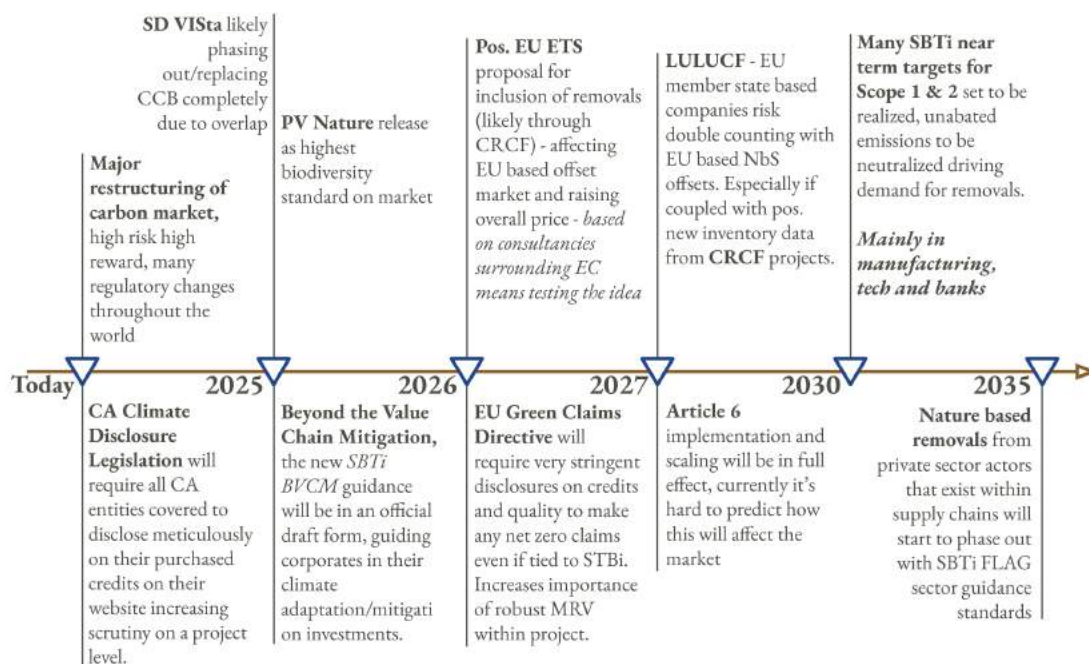 SD VISta likely
phasing
out/replacing
CCB completely
due to overlap
Major
restructuring of
carbon market,
high risk high
reward, many
regulatory changes
throughout the
world
PV Nature release
as highest
biodiversity
standard on market
Pos. EU ETS
proposal for
inclusion of removals
(likely through
CRCF) - affecting
EU based offset
market and raising
overall price - based
on consultancies
surrounding EC
means testing the idea
LULUCF - EU
member state based
companies risk
double counting with
EU based NbS
offsets. Especially if
coupled with pos.
new inventory data
from CRCF projects.
Many SBTi near
term targets for
Scope 1 & 2 set to be
realized, unabated
emissions to be
neutralized driving
demand for removals.
Mainly in
manufacturing,
tech and banks
Today
2025
2026
2027
2030
2035
CA Climate
Disclosure
Legislation will
require all CA
entities covered to
disclose meticulously
on their purchased
credits on their
website increasing
scrutiny on a project
level.
Beyond the Value
Chain Mitigation,
the new SBTi
BVCM guidance
will be in an official
draft form, guiding
corporates in their
climate
adaptation/mitigati
on investments.
EU Green Claims
Directive will
require very stringent
disclosures on credits
and quality to make
any net zero claims
even if tied to STBi.
Increases importance
of robust MRV
within project.
Article 6
implementation and
scaling will be in full
effect, currently it's
hard to predict how
this will affect the
market
Nature based
removals from
private sector actors
that exist within
supply chains will
start to phase out
with SBTi FLAG
sector guidance
standards